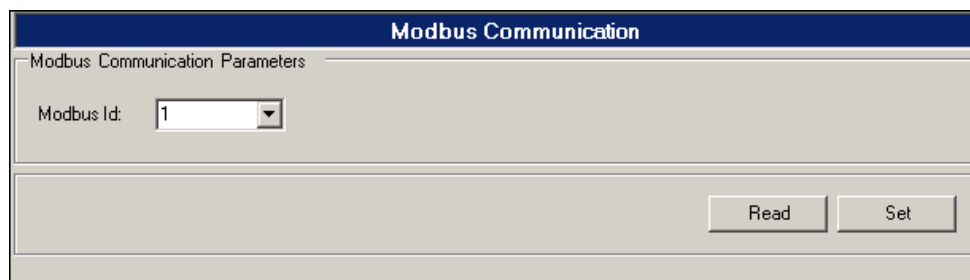 Modbus Communication
Modbus Communication Parameters
Modbus Id: 1
Read Set